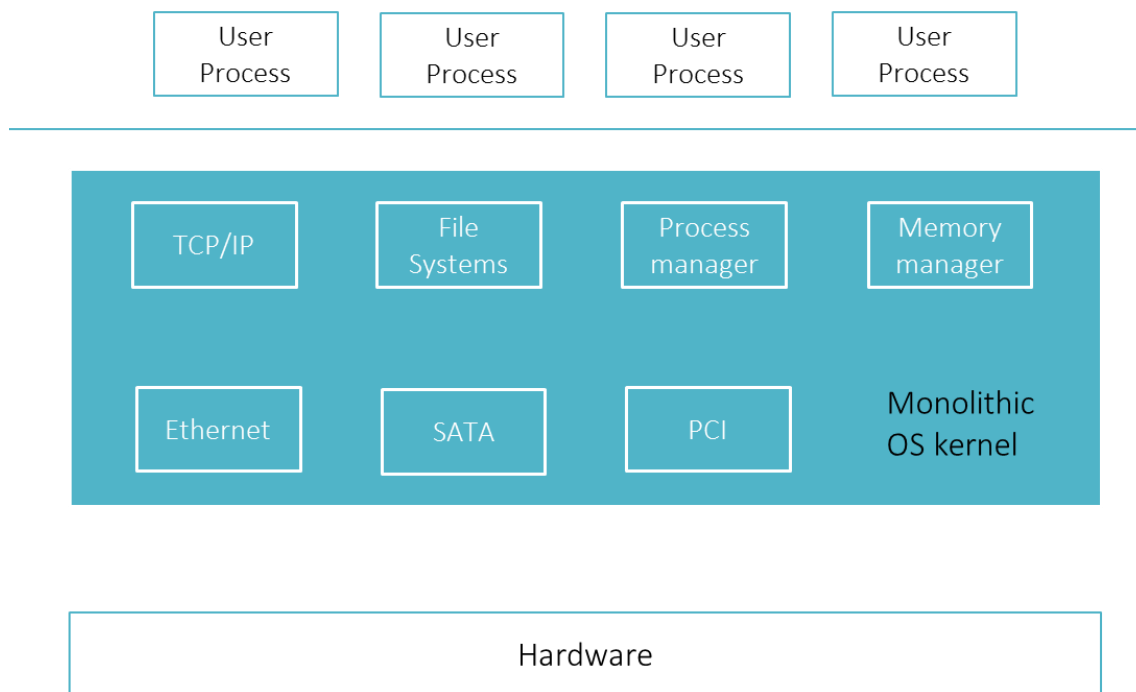 User
Process
User
Process
User
Process
User
Process
TCP/IP
File
Systems
Process
manager
Memory
manager
Ethernet
SATA
PCI
Monolithic
OS kernel
Hardware